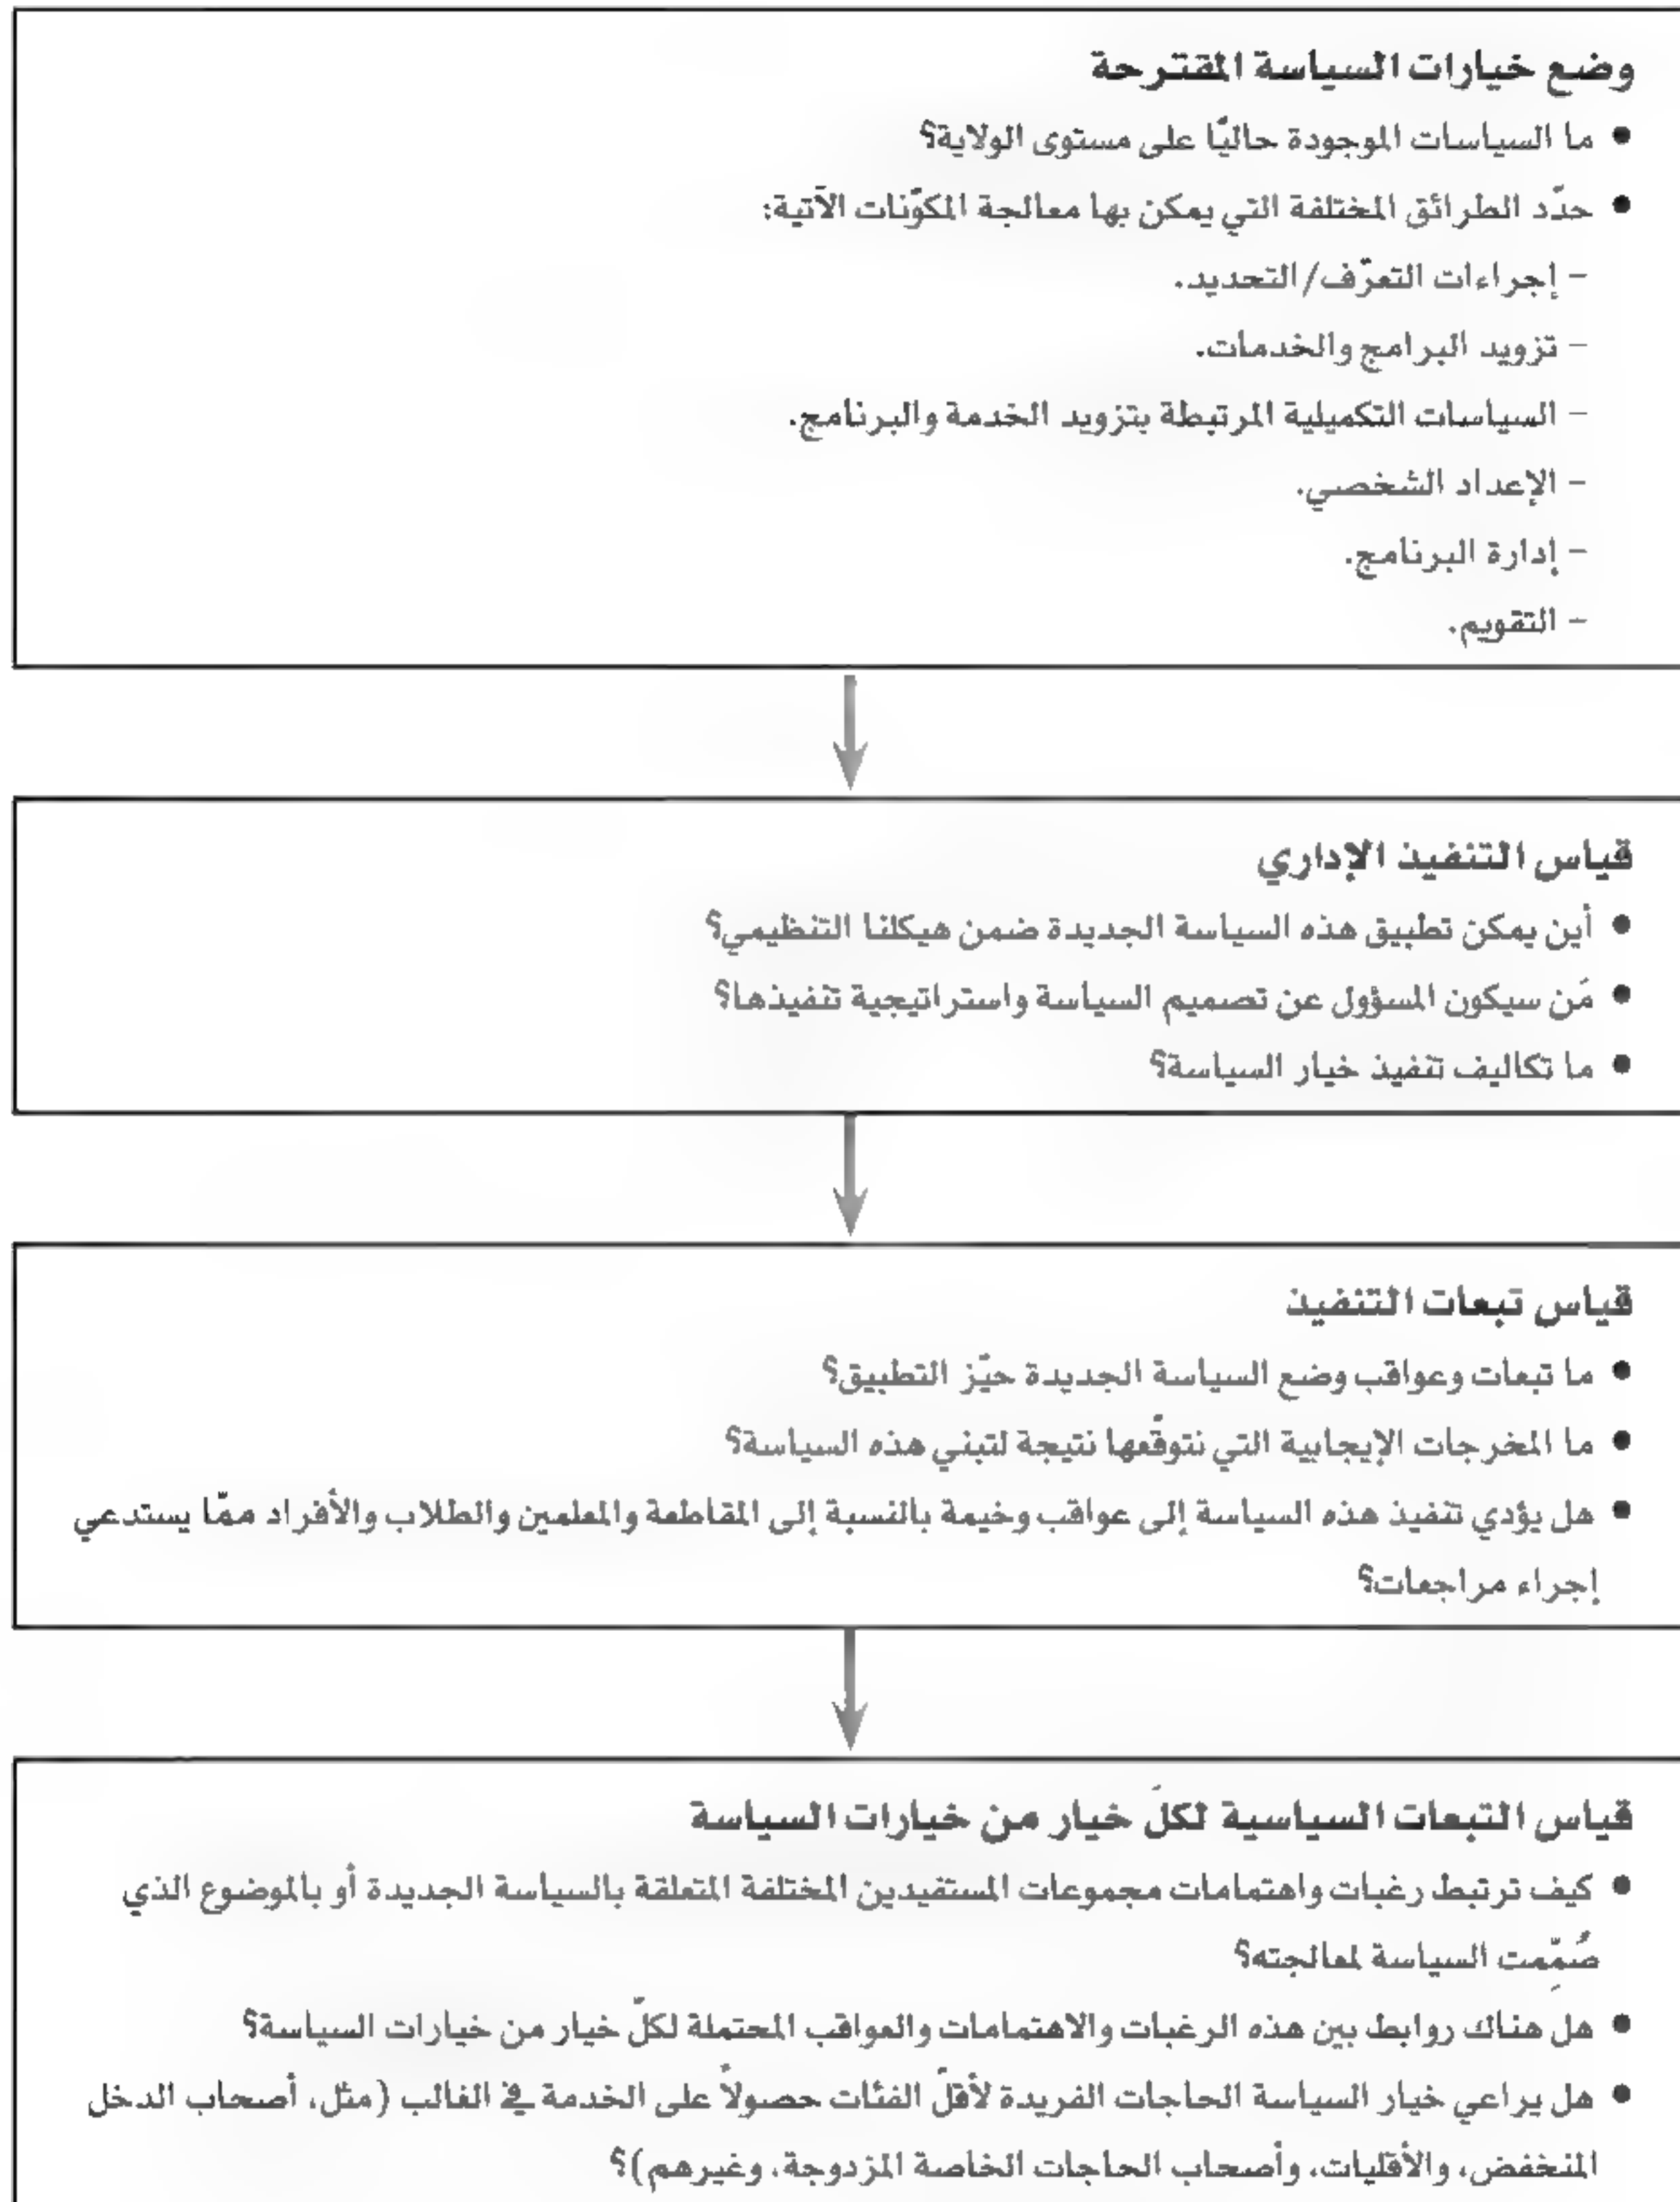 وضع خيارات السياسة المقترحة
• ما السياسات الموجودة حاليًا على مستوى الولاية؟
• حدّد الطرائق المختلفة التي يمكن بها معالجة المكوّنات الآتية:
– إجراءات التعرّف/التحديد.
– تزويد البرامج والخدمات.
– السياسات التكميلية المرتبطة بتزويد الخدمة والبرنامج.
– الإعداد الشخصي.
– إدارة البرنامج.
– التقويم.
قياس التنفيذ الإداري
• أين يمكن تطبيق هذه السياسة الجديدة ضمن هيكلنا التنظيمي؟
• مَن سيكون المسؤول عن تصميم السياسة واستراتيجية تنفيذها؟
• ما تكاليف تنفيذ خيار السياسة؟
قياس تبعات التنفيذ
• ما تبعات وعواقب وضع السياسة الجديدة حيّز التطبيق؟
• ما المخرجات الإيجابية التي نتوقّعها نتيجة لتبني هذه السياسة؟
• هل يؤدي تنفيذ هذه السياسة إلى عواقب وخيمة بالنسبة إلى المقاطعة والمعلمين والطلاب والأفراد ممّا يستدعي
إجراء مراجعات؟
قياس التبعات السياسية لكلّ خيار من خيارات السياسة
• كيف ترتبط رغبات واهتمامات مجموعات المستفيدين المختلفة المتعلقة بالسياسة الجديدة أو بالموضوع الذي
صُمِّمت السياسة لمعالجته؟
• هل هناك روابط بين هذه الرغبات والاهتمامات والعواقب المحتملة لكلّ خيار من خيارات السياسة؟
• هل يراعي خيار السياسة الحاجات الفريدة لأقلّ الفئات حصولاً على الخدمة في الغالب (مثل، أصحاب الدخل
المنخفض، والأقليات، وأصحاب الحاجات الخاصة المزدوجة، وغيرهم)؟